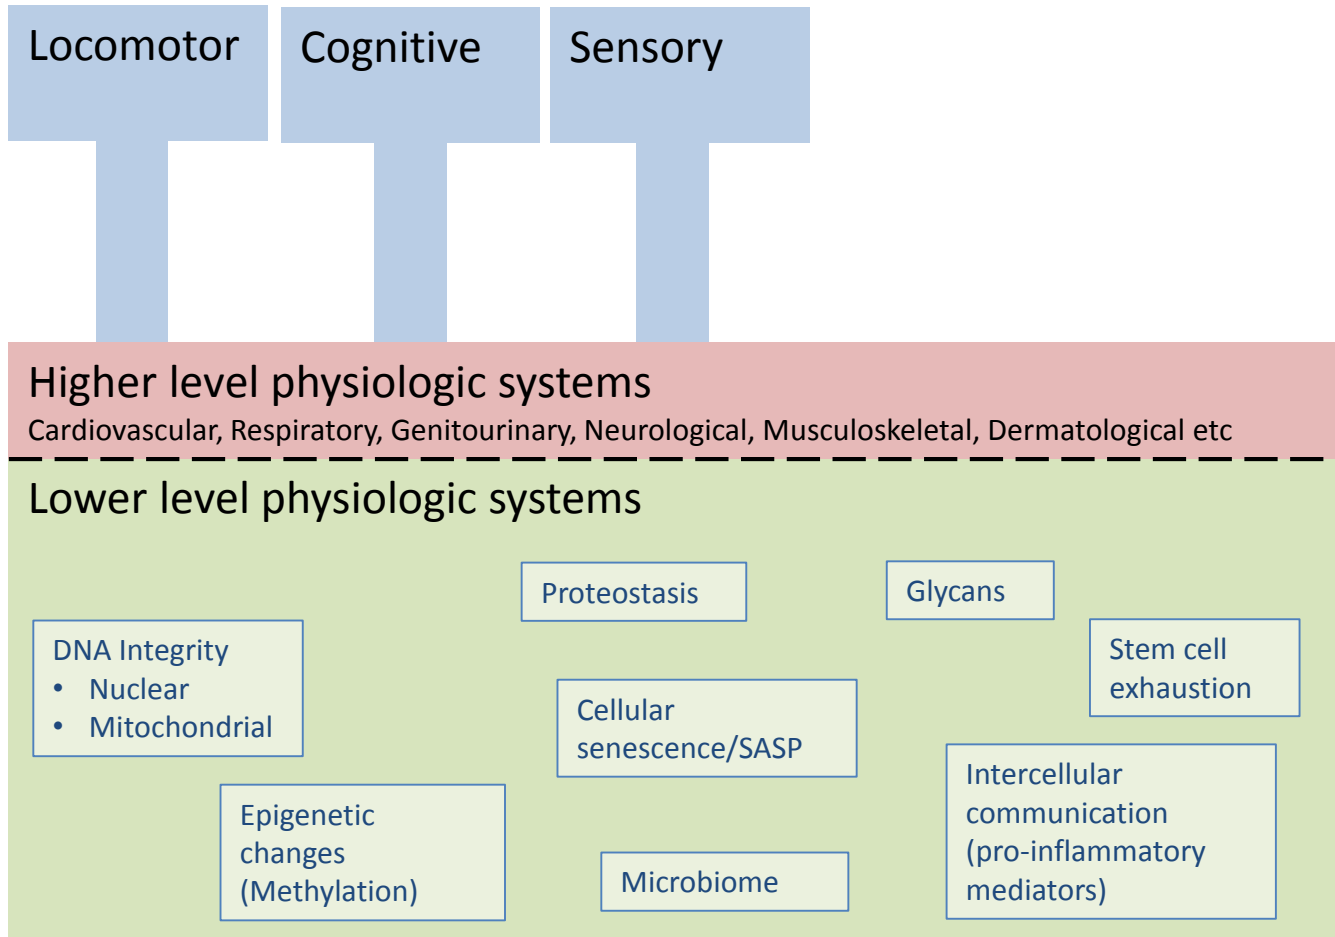 Locomotor
Cognitive
Sensory
Higher level physiologic systems
Cardiovascular, Respiratory, Genitourinary, Neurological, Musculoskeletal, Dermatological etc
Lower level physiologic systems
Proteostasis
Glycans
DNA Integrity
• Nuclear
• Mitochondrial
Stem cell
exhaustion
Cellular
senescence/SASP
Intercellular
communication
(pro-inflammatory
mediators)
Epigenetic
changes
(Methylation)
Microbiome